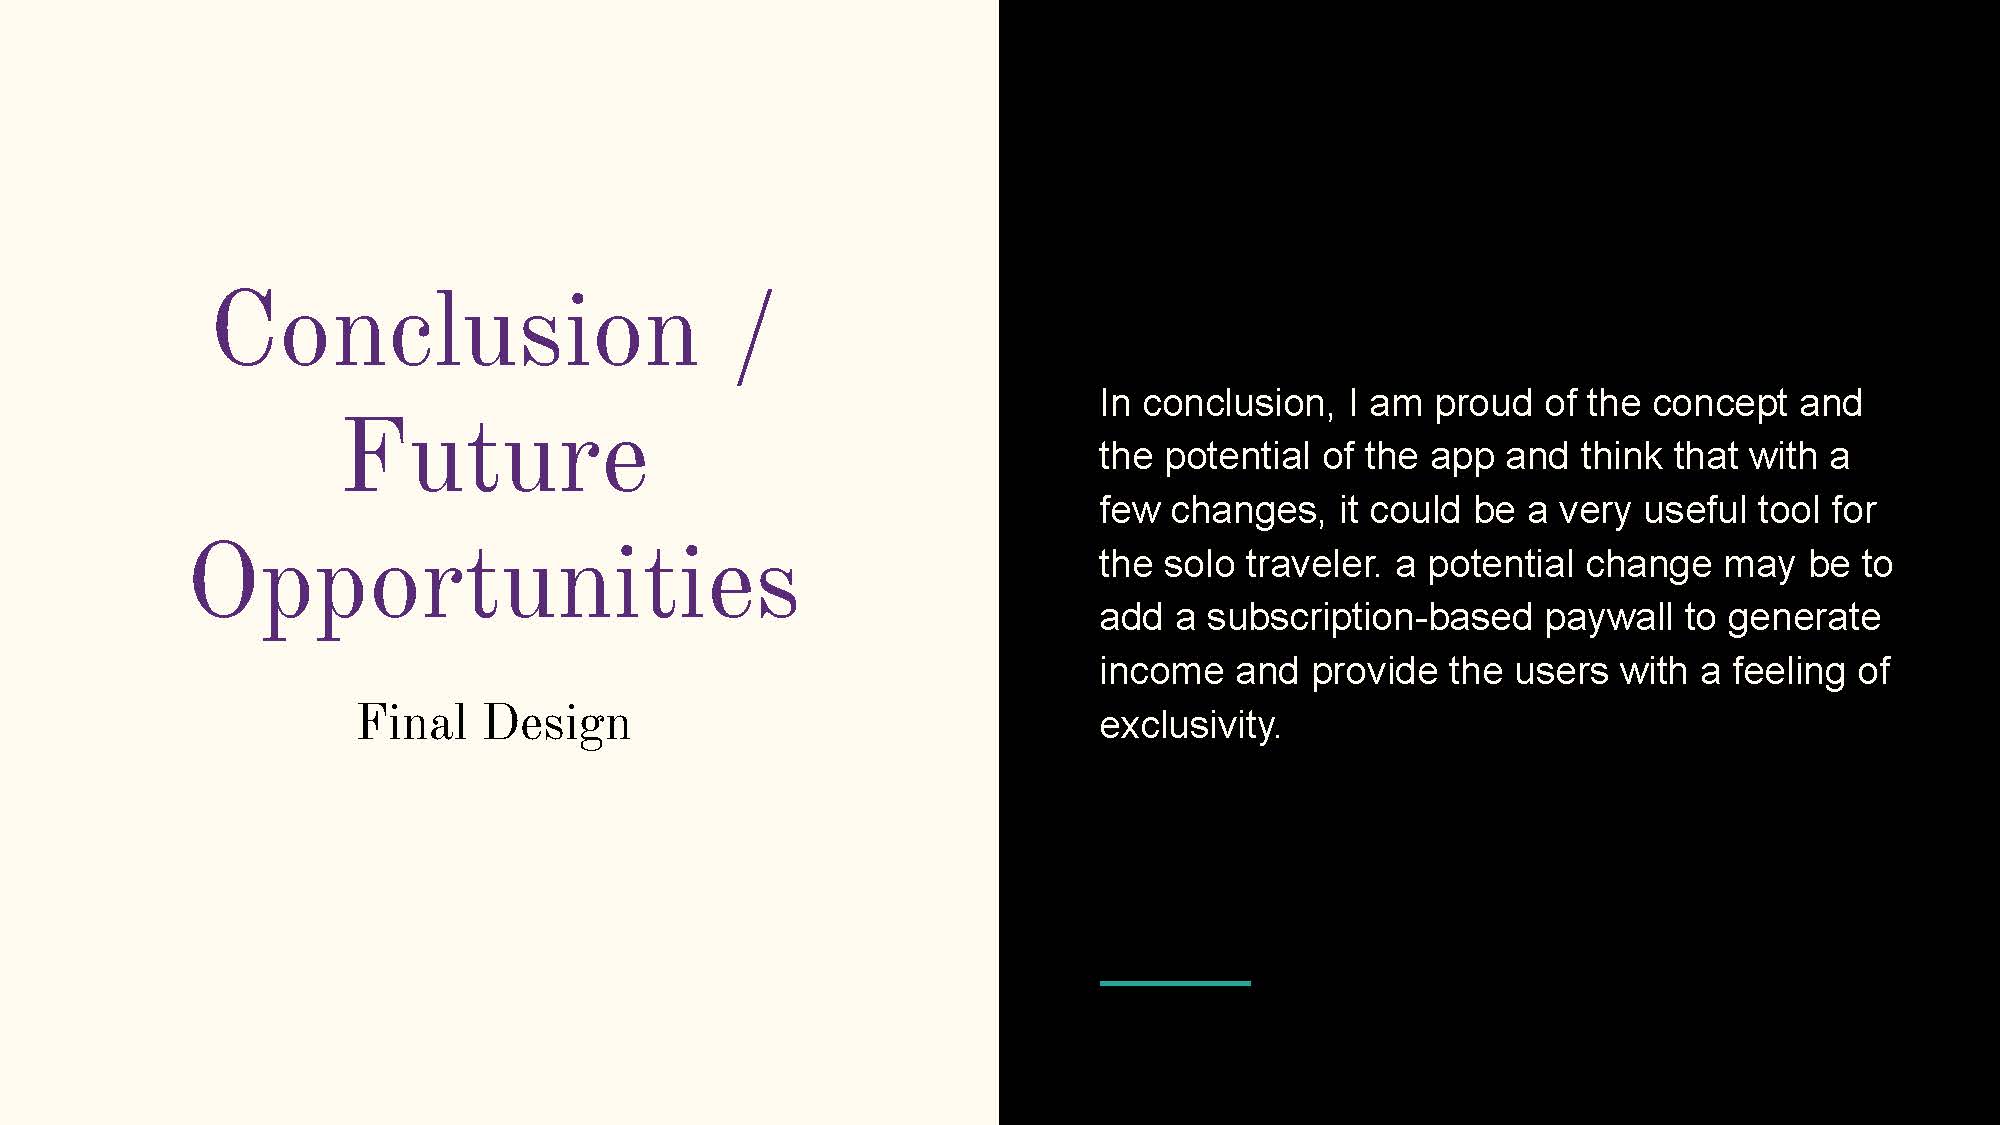 Conclusion /
Future
Opportunities
Final Design
In conclusion, I am proud of the concept and
the potential of the app and think that with a
few changes, it could be a very useful tool for
the solo traveler. a potential change may be to
add a subscription-based paywall to generate
income and provide the users with a feeling of
exclusivity.